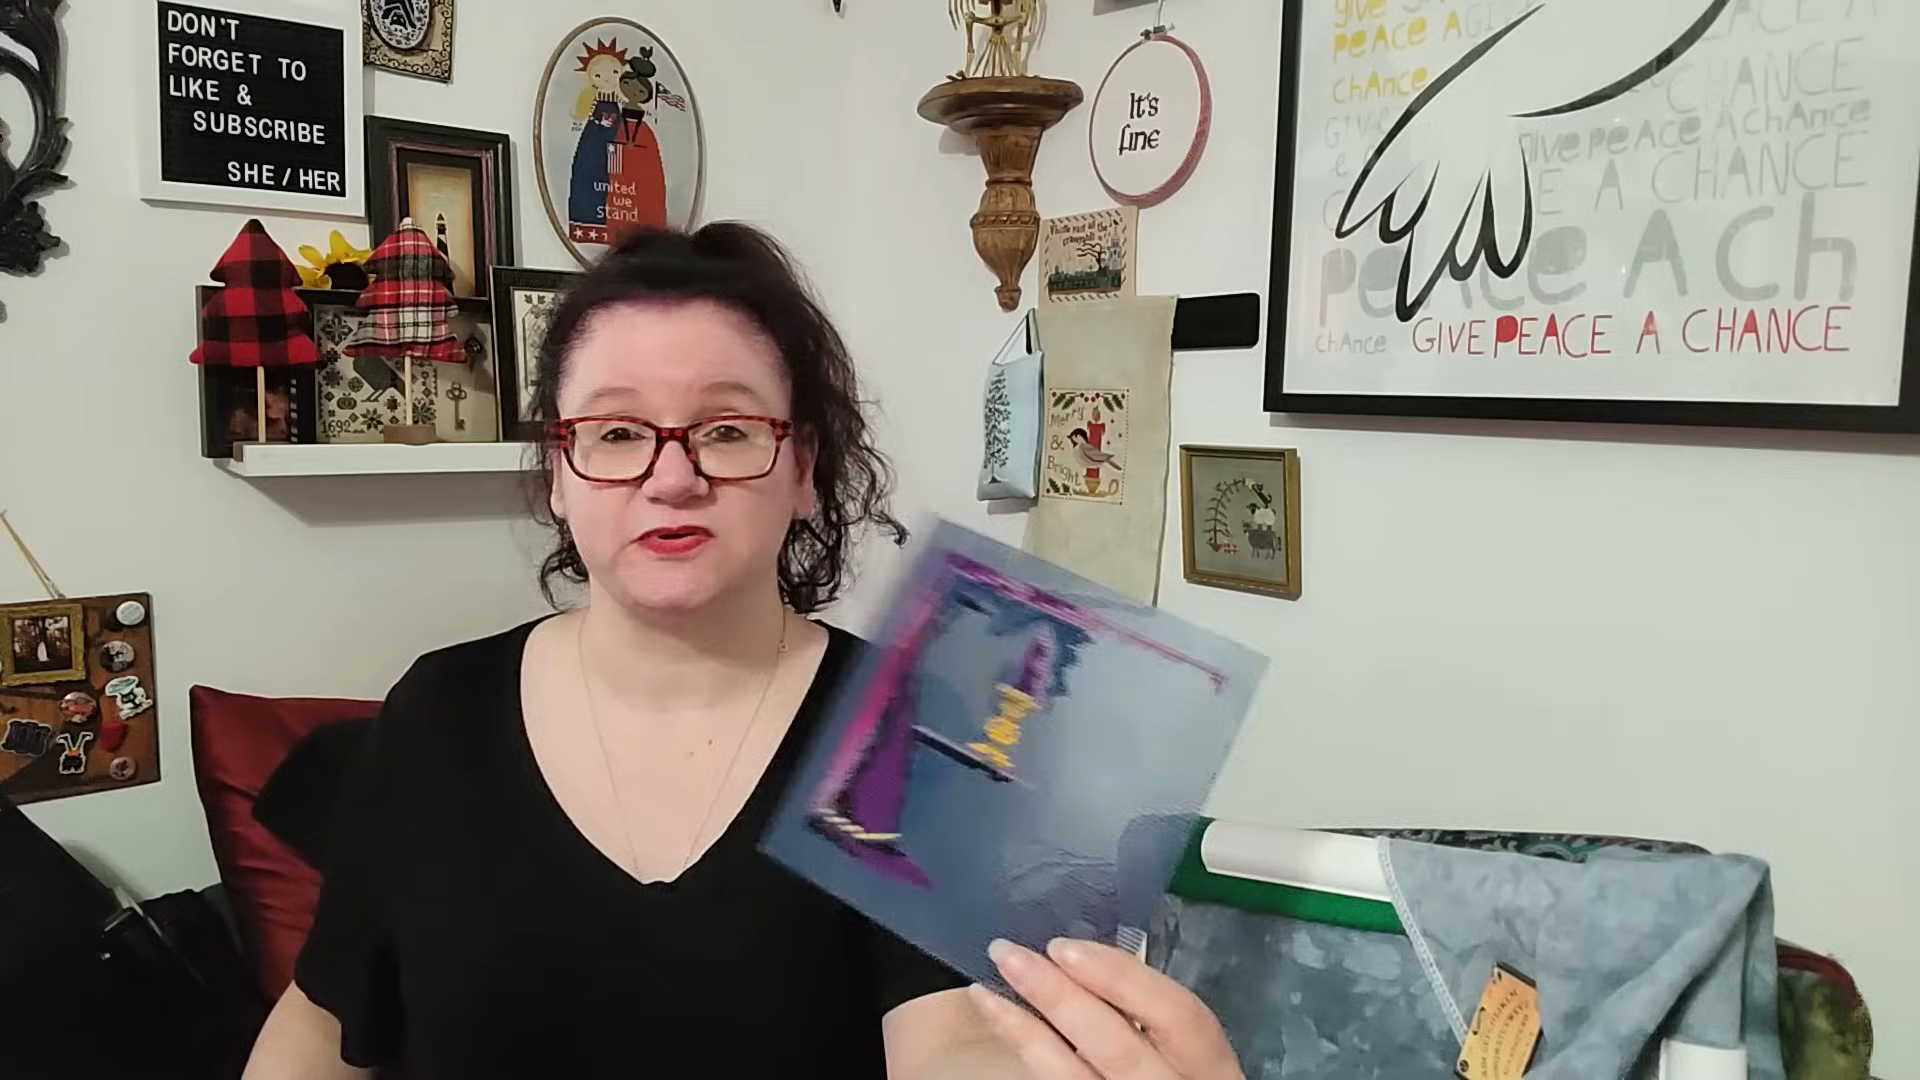 DON'T
FORGET TO
LIKE &
SUBSCRIBE
SHE / HER
united
we
stand
1692
It's
fine
Merry
&
Bright
give
PEACE A
chance
give peace A chAnce
E A CHANCE
peace A Ch
chance
GIVE PEACE A CHANCE